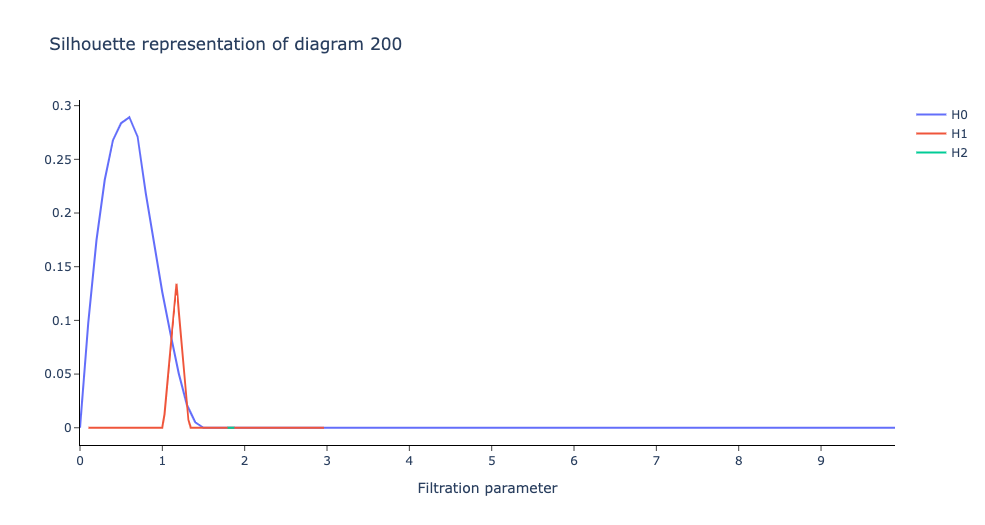 Silhouette representation of diagram 200
0.3
0.25
0.2
0.15
0.1
0.05
0
0 1 2 3 4 5 6 7 8 9
Filtration parameter
H0
H1
H2